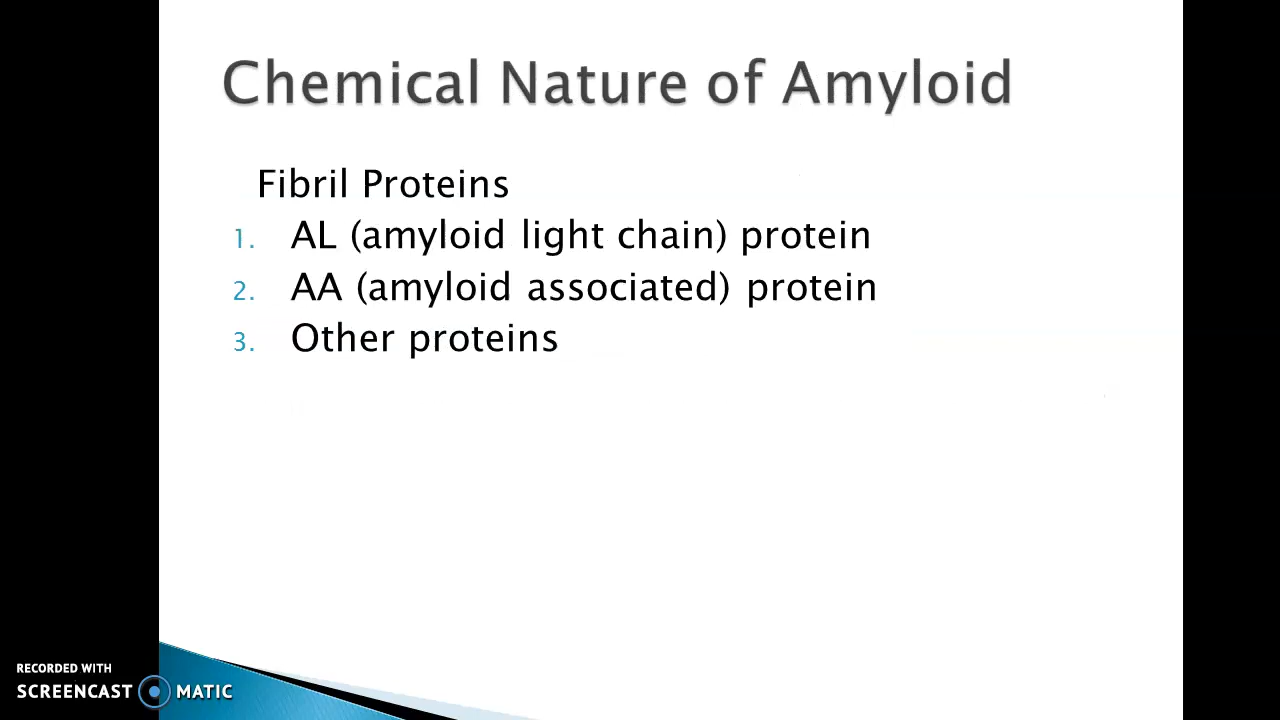 Chemical Nature of Amyloid
Fibril Proteins
1. AL (amyloid light chain) protein
2. AA (amyloid associated) protein
3. Other proteins
RECORDED WITH
SCREENCAST MATIC